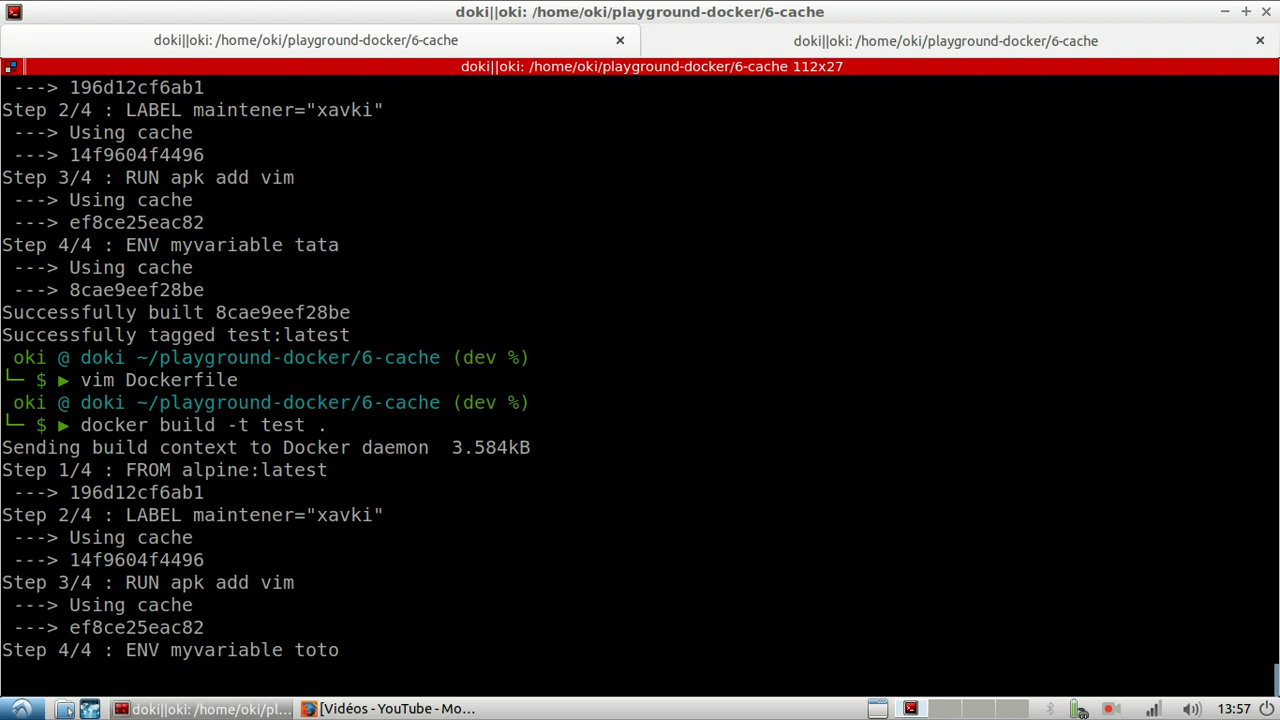 doki||oki: /home/oki/playground-docker/6-cache
doki||oki: /home/oki/playground-docker/6-cache
doki||oki: /home/oki/playground-docker/6-cache
doki||oki: /home/oki/playground-docker/6-cache 112x27
---> 196d12cf6ab1
Step 2/4 : LABEL maintener="xavki"
---> Using cache
---> 14f9604f4496
Step 3/4 : RUN apk add vim
---> Using cache
---> ef8ce25eac82
Step 4/4 : ENV myvariable tata
---> Using cache
---> 8cae9eef28be
Successfully built 8cae9eef28be
Successfully tagged test:latest
oki @ doki ~/playground-docker/6-cache (dev %)
└─ $ ▶ vim Dockerfile
oki @ doki ~/playground-docker/6-cache (dev %)
└─ $ ▶ docker build -t test .
Sending build context to Docker daemon  3.584kB
Step 1/4 : FROM alpine:latest
---> 196d12cf6ab1
Step 2/4 : LABEL maintener="xavki"
---> Using cache
---> 14f9604f4496
Step 3/4 : RUN apk add vim
---> Using cache
---> ef8ce25eac82
Step 4/4 : ENV myvariable toto
doki||oki: /home/oki/pl... [Vidéos - YouTube - Mo... 13:57